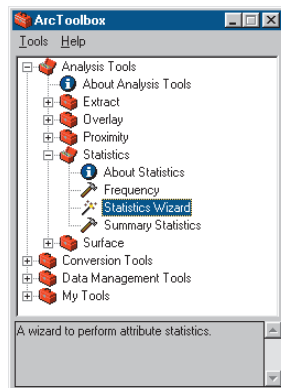 ArcToolbox
Tools Help
Analysis Tools
About Analysis Tools
Extract
Overlay
Proximity
Statistics
About Statistics
Frequency
Statistics Wizard
Summary Statistics
Surface
Conversion Tools
Data Management Tools
My Tools
A wizard to perform attribute statistics.